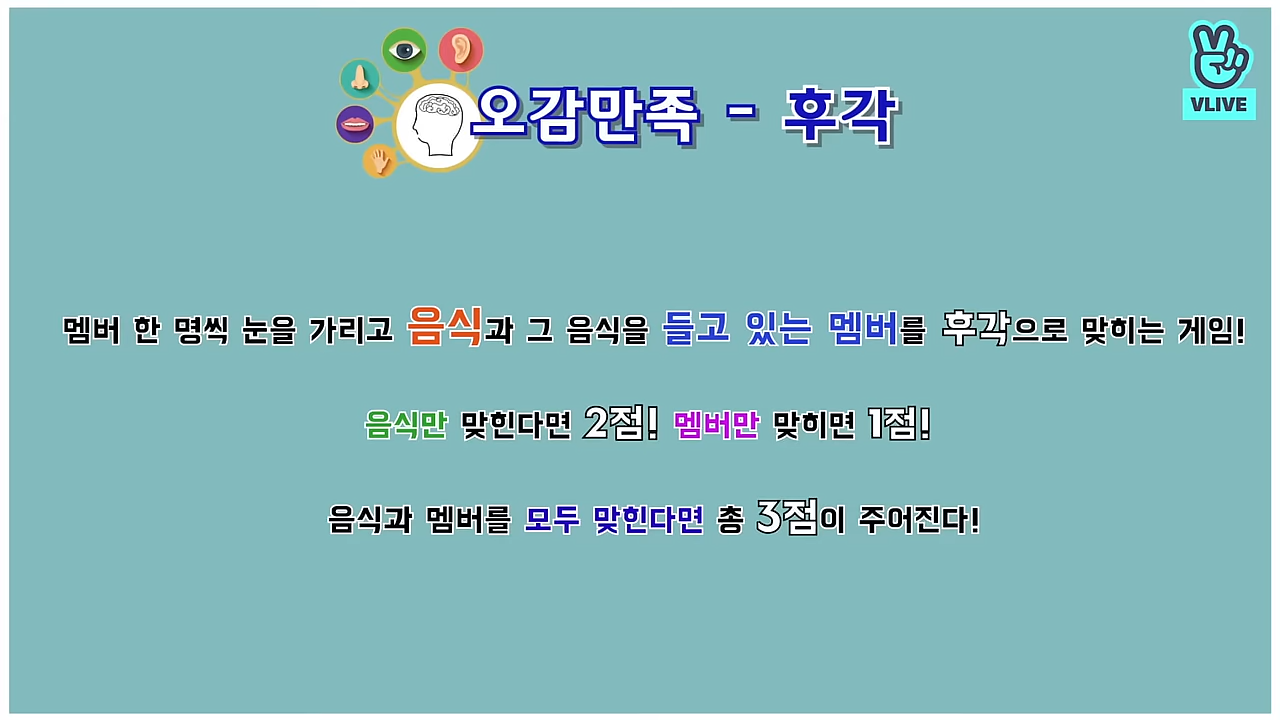 오감만족 - 후각
VLIVE
멤버 한 명씩 눈을 가리고 음식과 그 음식을 들고 있는 멤버를 후각으로 맞히는 게임!
음식만 맞힌다면 2점! 멤버만 맞히면 1점!
음식과 멤버를 모두 맞힌다면 총 3점이 주어진다!